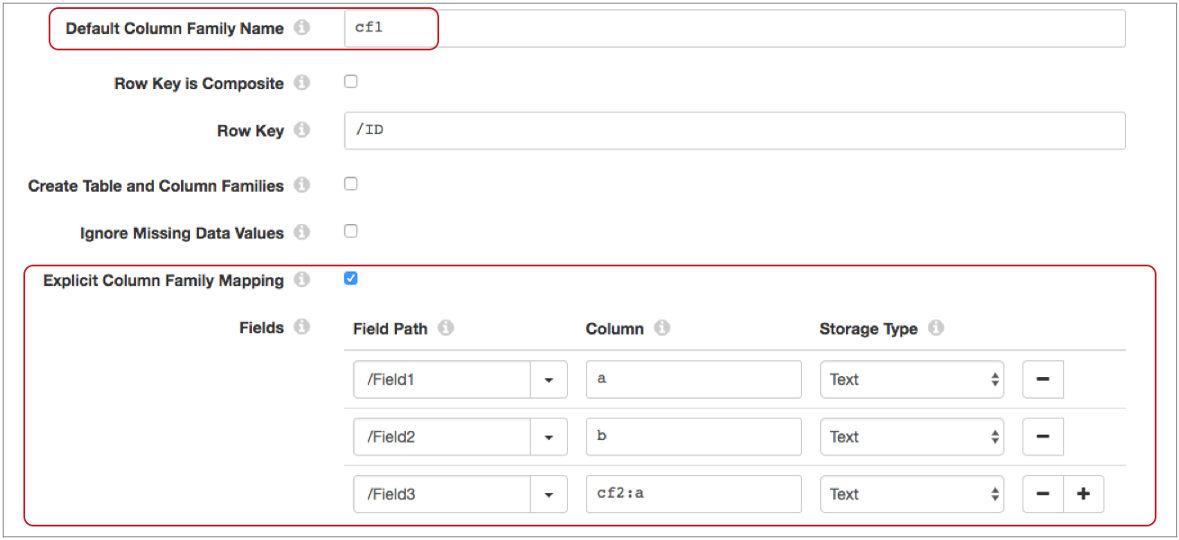 Default Column Family Name cf1
Row Key is Composite
Row Key /ID
Create Table and Column Families
Ignore Missing Data Values
Explicit Column Family Mapping
Fields Field Path Column Storage Type
/Field1 a Text
/Field2 b Text
/Field3 cf2:a Text